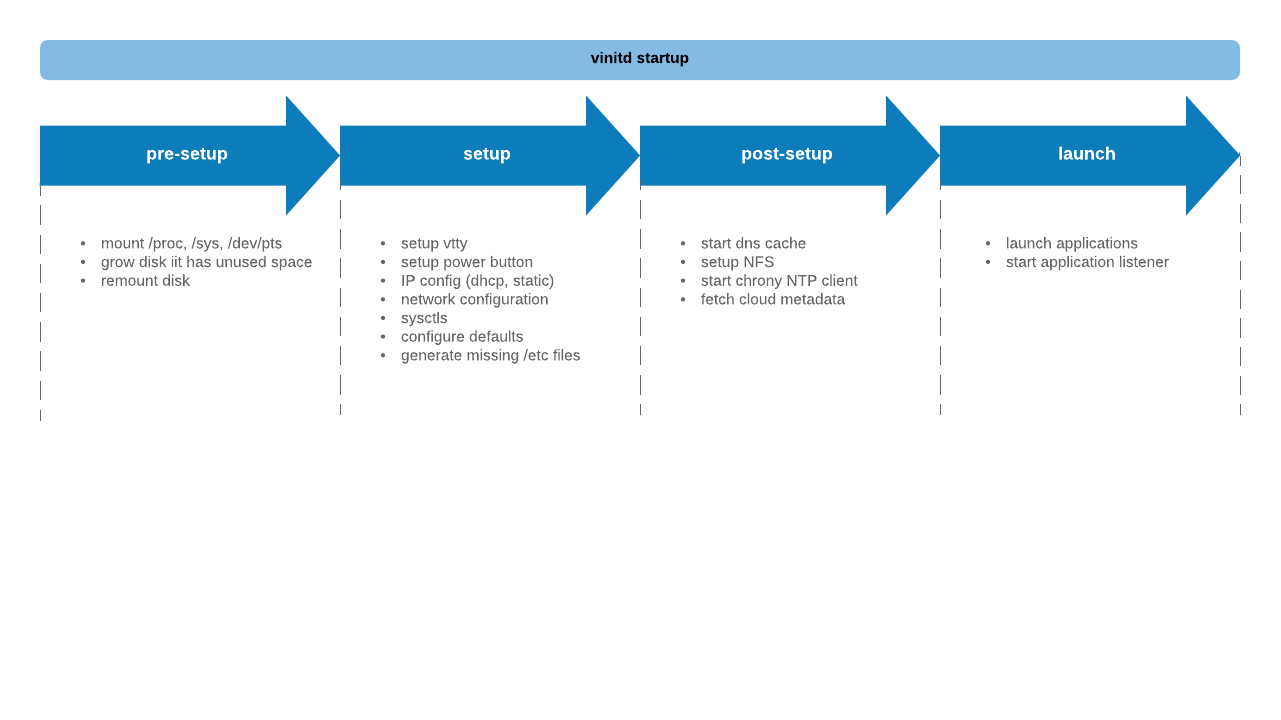 vinitd startup
pre-setup
setup
post-setup
launch
• mount /proc, /sys, /dev/pts
• grow disk iit has unused space
• remount disk
• setup vtty
• setup power button
• IP config (dhcp, static)
• network configuration
• sysctls
• configure defaults
• generate missing /etc files
• start dns cache
• setup NFS
• start chrony NTP client
• fetch cloud metadata
• launch applications
• start application listener